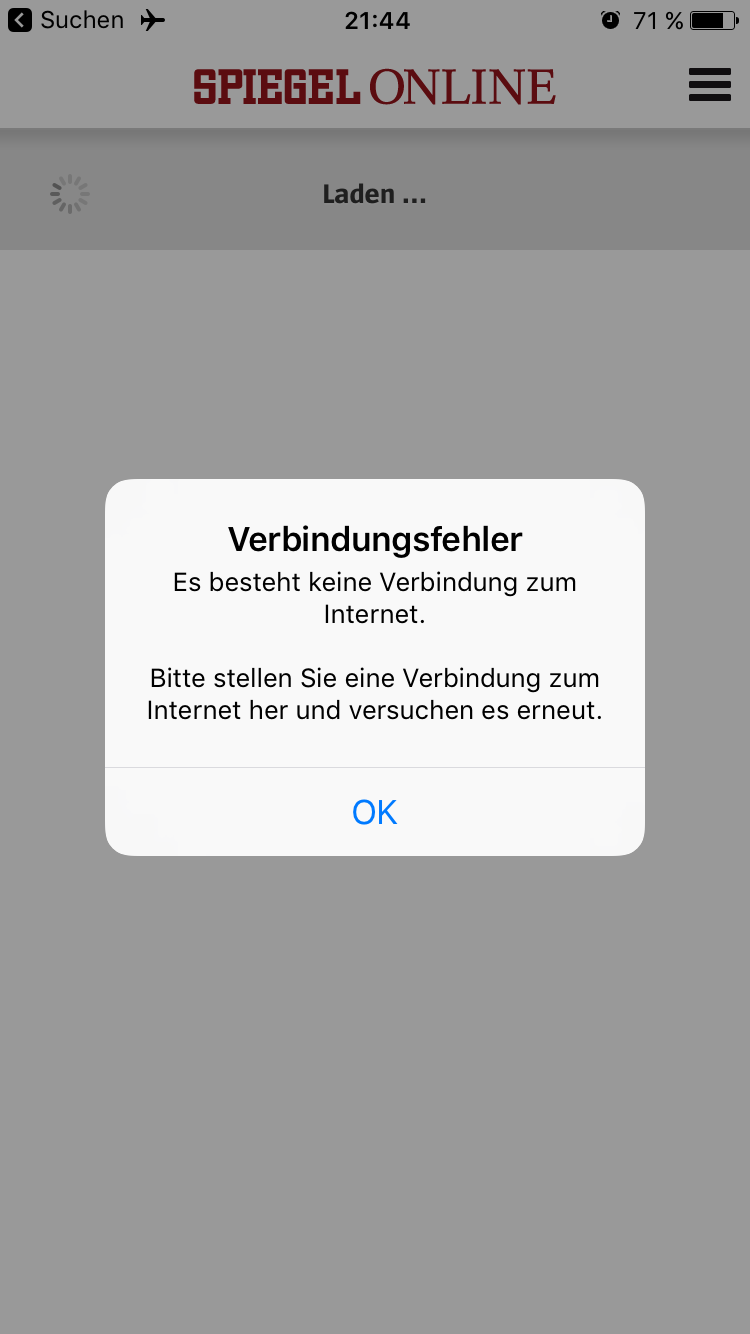 Suchen 21:44 71 %
SPIEGEL ONLINE
Laden ...
Verbindungsfehler
Es besteht keine Verbindung zum
Internet.
Bitte stellen Sie eine Verbindung zum
Internet her und versuchen es erneut.
OK